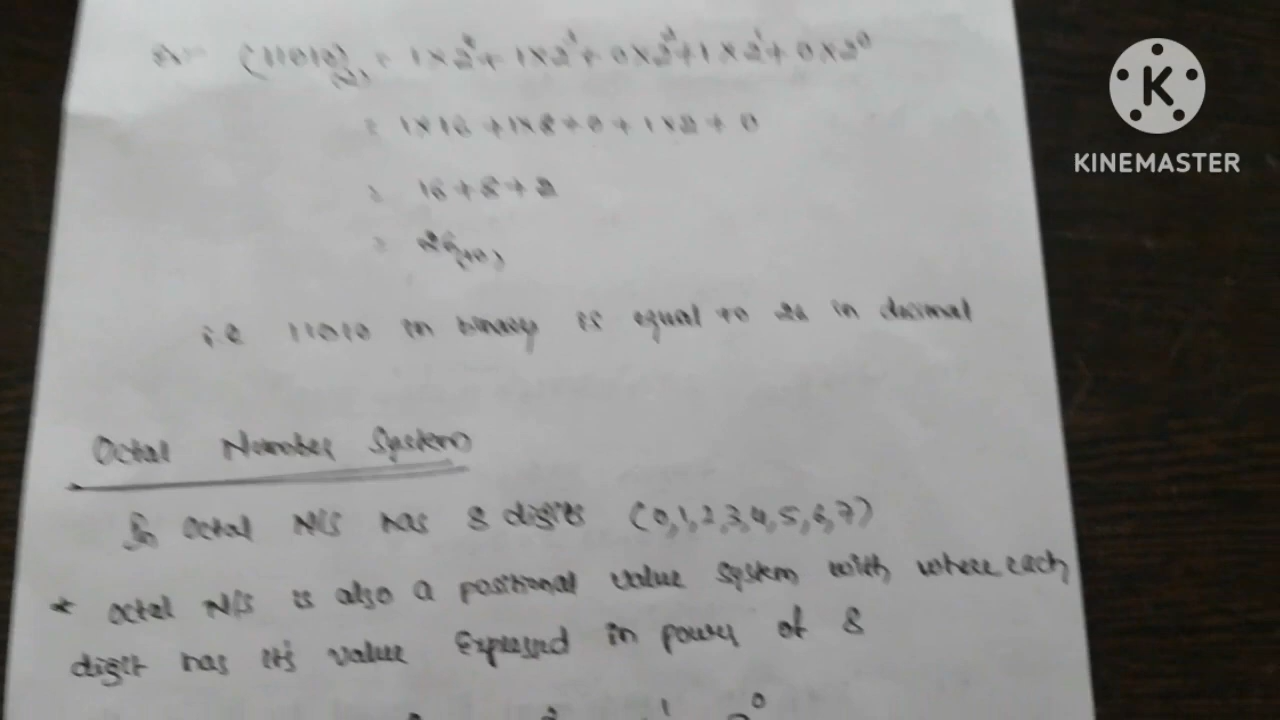 Ex:- (11010)(2) = 1×2⁴+ 1×2³+ 0×2²+1×2¹+ 0×2⁰
= 1×16 +1×8+0+ 1×2+ 0
= 16+8+2
= 26(10)
i.e 11010 in binary is equal to 26 in decimal
KINEMASTER
Octal Number System
In octal N/S has 8 digits (0,1,2,3,4,5,6,7)
* octal N/S is also a positional value system with where each
digit has its value Expressed in power of 8